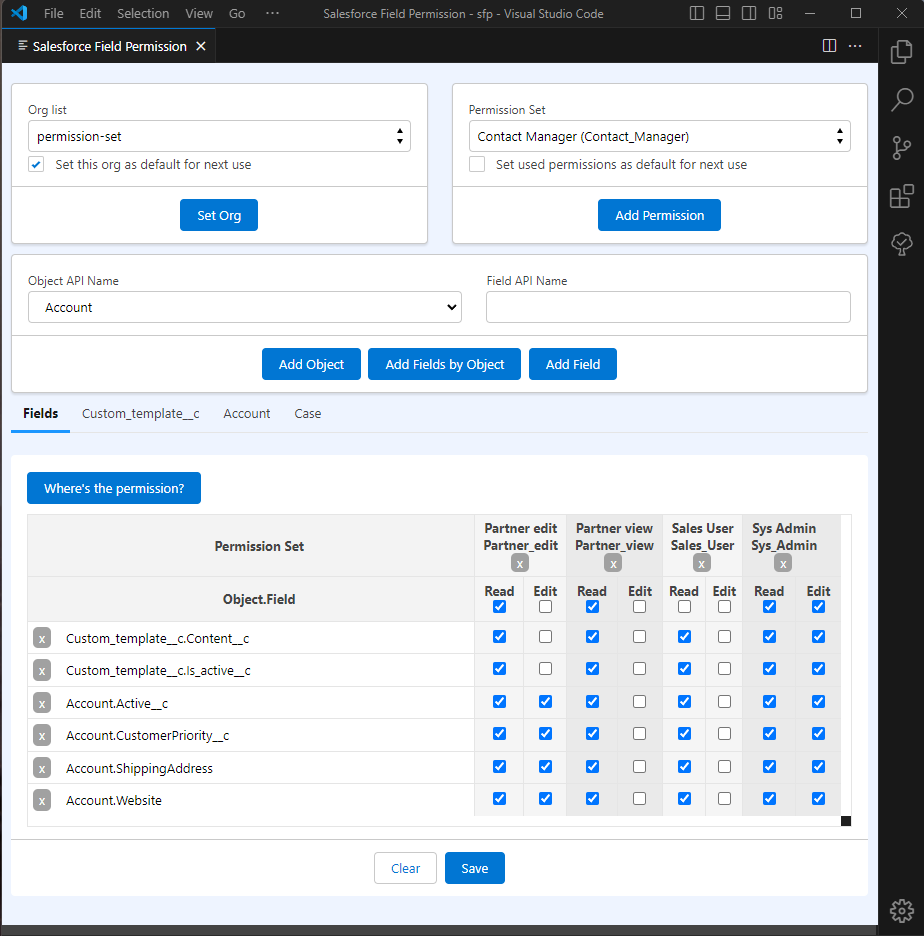 File Edit Selection View Go ··· Salesforce Field Permission - sfp - Visual Studio Code
Salesforce Field Permission
Org list
permission-set
Set this org as default for next use
Set Org
Permission Set
Contact Manager (Contact_Manager)
Set used permissions as default for next use
Add Permission
Object API Name
Account
Field API Name
Add Object Add Fields by Object Add Field
Fields Custom_template__c Account Case
Where's the permission?
Permission Set
Partner edit
Partner_edit
x
Partner view
Partner_view
x
Sales User
Sales_User
x
Sys Admin
Sys_Admin
x
Object.Field
Read Edit Read Edit Read Edit Read Edit
x Custom_template__c.Content__c
x Custom_template__c.Is_active__c
x Account.Active__c
x Account.CustomerPriority__c
x Account.ShippingAddress
x Account.Website
Clear Save